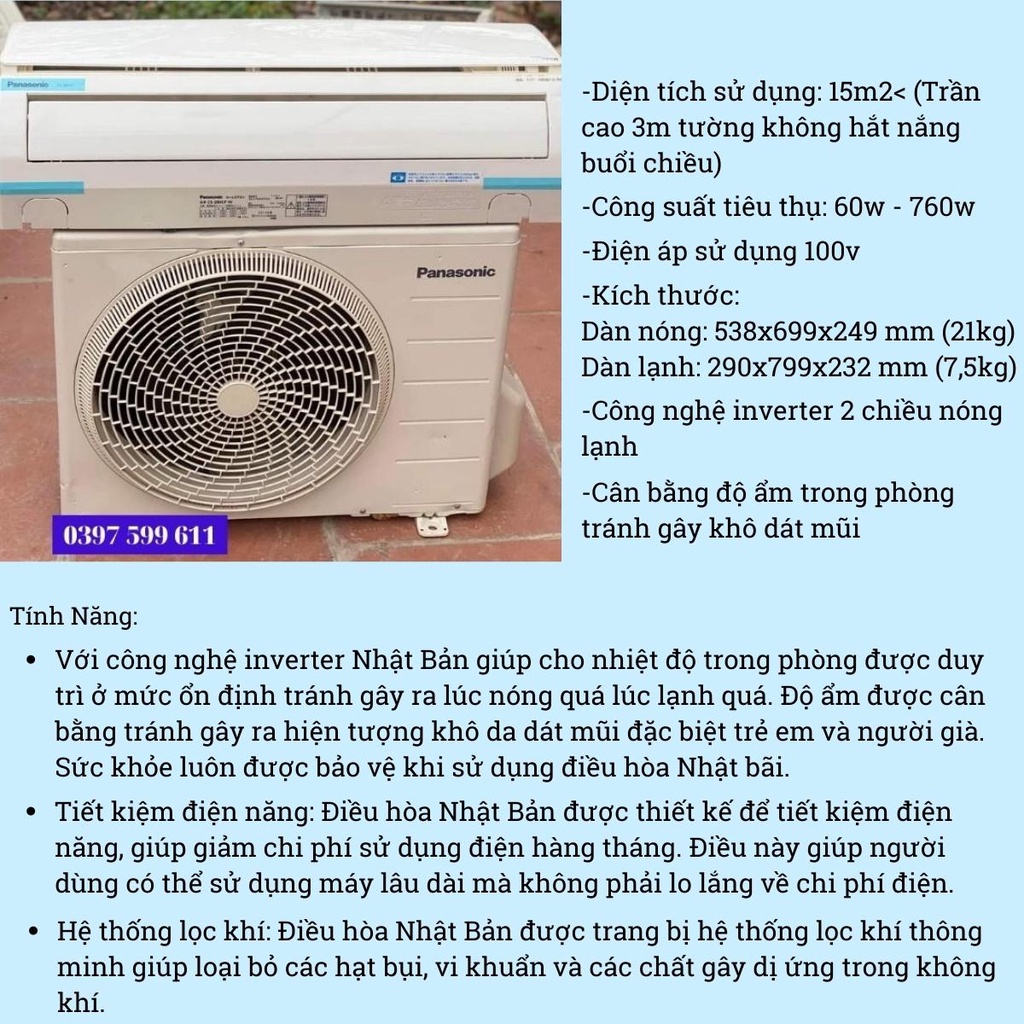 Panasonic
Panasonic
Panasonic
0397 599 611
-Diện tích sử dụng: 15m2< (Trần
cao 3m tường không hắt nắng
buổi chiều)
-Công suất tiêu thụ: 60w - 760w
-Điện áp sử dụng 100v
-Kích thước:
Dàn nóng: 538x699x249 mm (21kg)
Dàn lạnh: 290x799x232 mm (7,5kg)
-Công nghệ inverter 2 chiều nóng
lạnh
-Cân bằng độ ẩm trong phòng
tránh gây khô dát mũi
Tính Năng:
• Với công nghệ inverter Nhật Bản giúp cho nhiệt độ trong phòng được duy
trì ở mức ổn định tránh gây ra lúc nóng quá lúc lạnh quá. Độ ẩm được cân
bằng tránh gây ra hiện tượng khô da dát mũi đặc biệt trẻ em và người già.
Sức khỏe luôn được bảo vệ khi sử dụng điều hòa Nhật bãi.
• Tiết kiệm điện năng: Điều hòa Nhật Bản được thiết kế để tiết kiệm điện
năng, giúp giảm chi phí sử dụng điện hàng tháng. Điều này giúp người
dùng có thể sử dụng máy lâu dài mà không phải lo lắng về chi phí điện.
• Hệ thống lọc khí: Điều hòa Nhật Bản được trang bị hệ thống lọc khí thông
minh giúp loại bỏ các hạt bụi, vi khuẩn và các chất gây dị ứng trong không
khí.